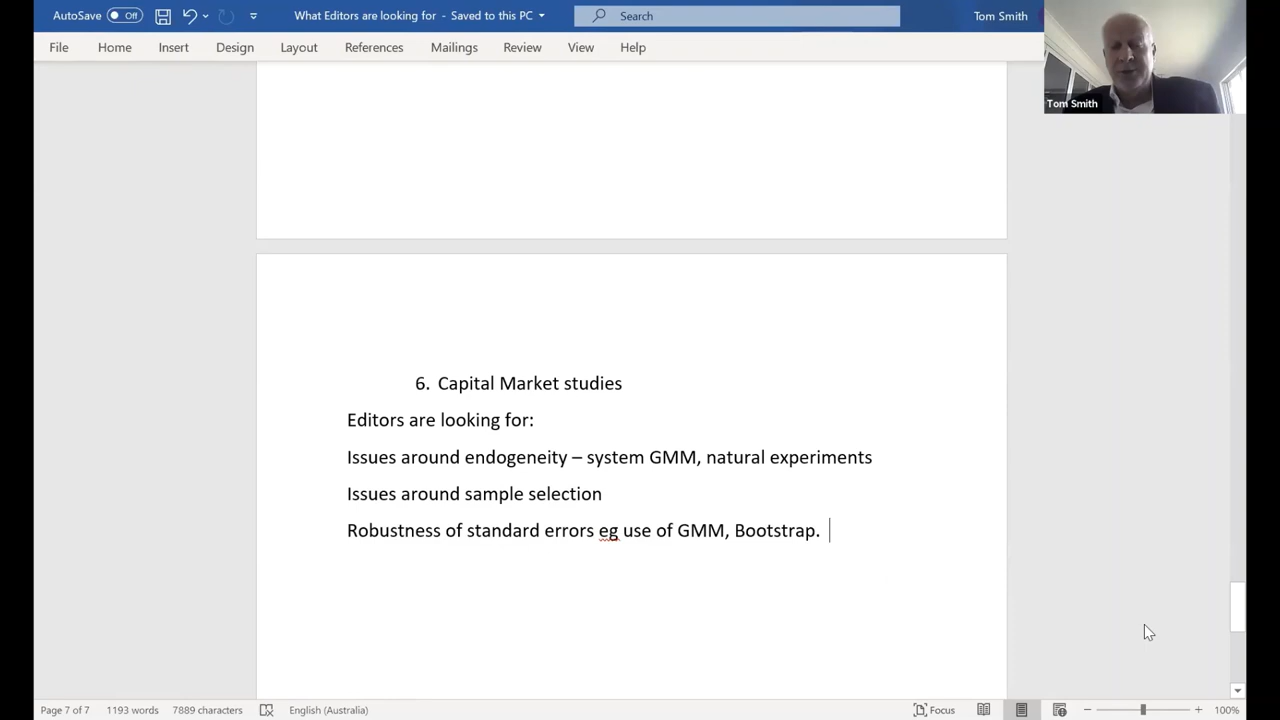 AutoSave Off What Editors are looking for - Saved to this PC Search Tom Smith
File Home Insert Design Layout References Mailings Review View Help
Tom Smith
6. Capital Market studies
Editors are looking for:
Issues around endogeneity – system GMM, natural experiments
Issues around sample selection
Robustness of standard errors eg use of GMM, Bootstrap.
Page 7 of 7 1193 words 7889 characters English (Australia) Focus 100%